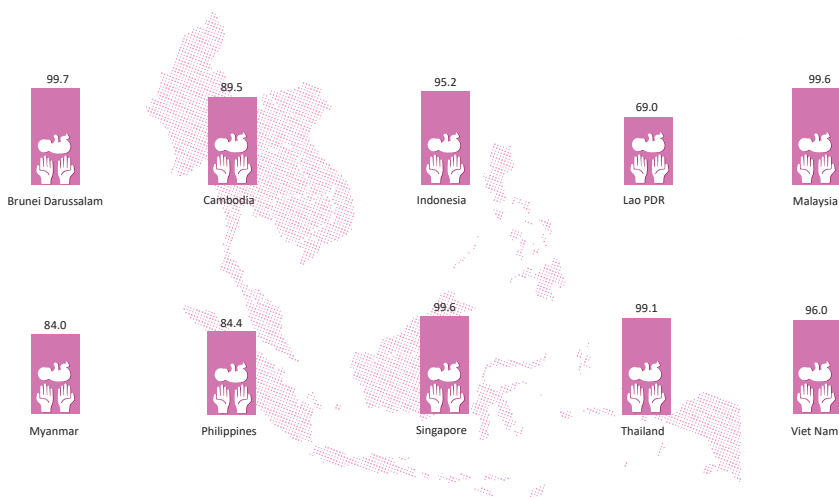 99.7
89.5
95.2
69.0
99.6
Brunei Darussalam
Cambodia
Indonesia
Lao PDR
Malaysia
84.0
84.4
99.6
99.1
96.0
Myanmar
Philippines
Singapore
Thailand
Viet Nam